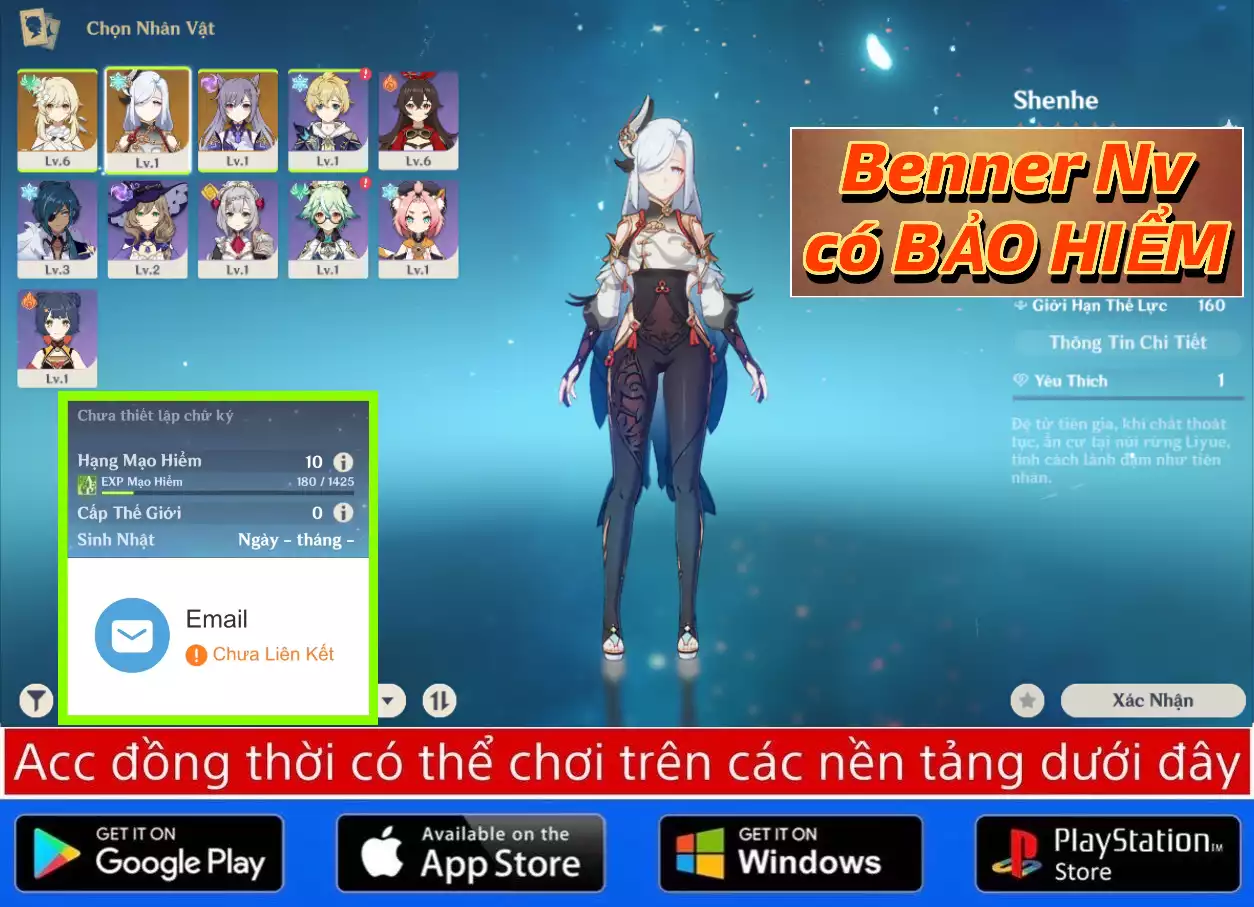 Chọn Nhân Vật
Lv.6
Lv.1
Lv.1
Lv.1
Lv.6
Lv.3
Lv.2
Lv.1
Lv.1
Lv.1
Lv.1
Shenhe
Benner Nv
có BẢO HIỂM
Giới Hạn Thể Lực 160
Thông Tin Chi Tiết
Yêu Thích 1
Đệ tử tiên gia, khí chất thoát
tục, ẩn cư tại núi rừng Liyue,
tính cách lãnh đạm như tiên
nhân.
Chưa thiết lập chữ ký
Hạng Mạo Hiểm 10
EXP Mạo Hiểm 180 / 1425
Cấp Thế Giới 0
Sinh Nhật Ngày - tháng -
Email
Chưa Liên Kết
Xác Nhận
Acc đồng thời có thể chơi trên các nền tảng dưới đây
GET IT ON
Google Play
Available on the
App Store
GET IT ON
Windows
PlayStation™
Store